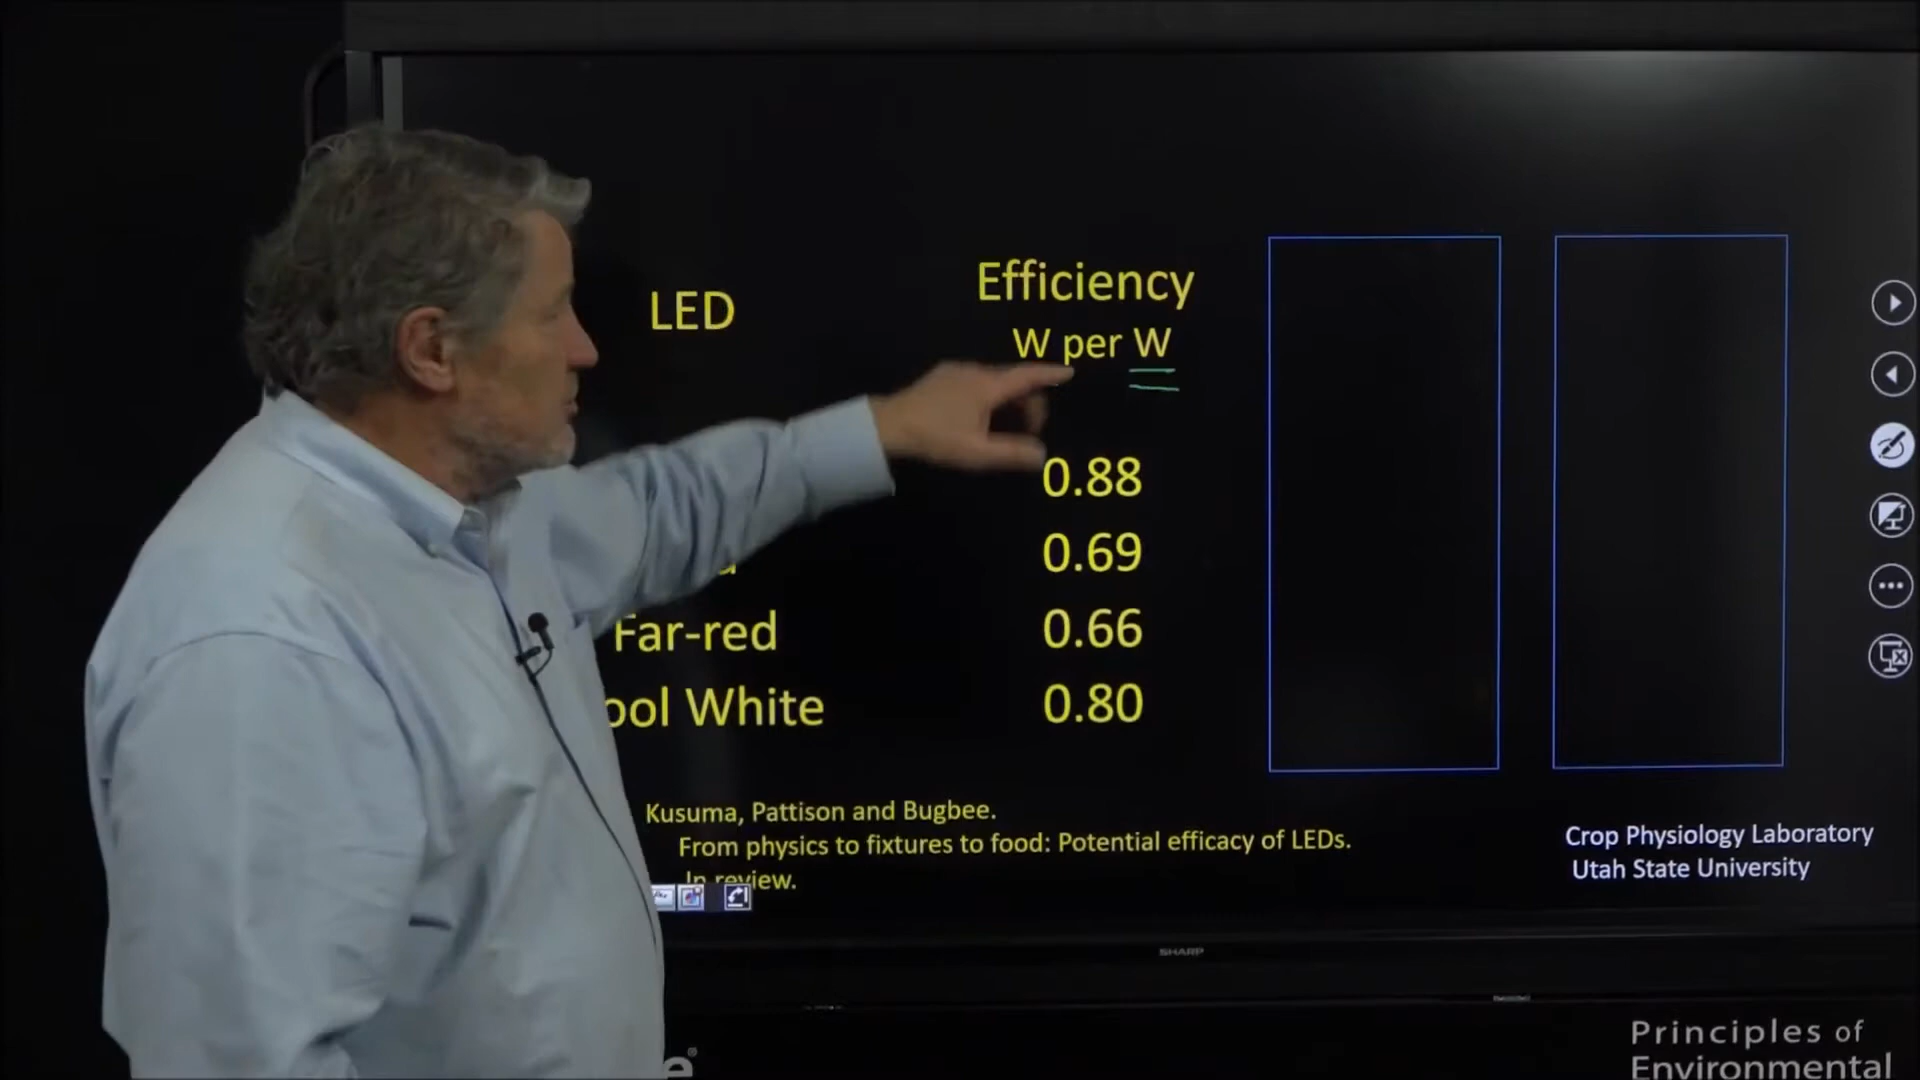 LED
Efficiency
W per W
0.88
0.69
Far-red
0.66
ool White
0.80
Kusuma, Pattison and Bugbee.
From physics to fixtures to food: Potential efficacy of LEDs.
In review.
Crop Physiology Laboratory
Utah State University
SHARP
Principles of
Environmental